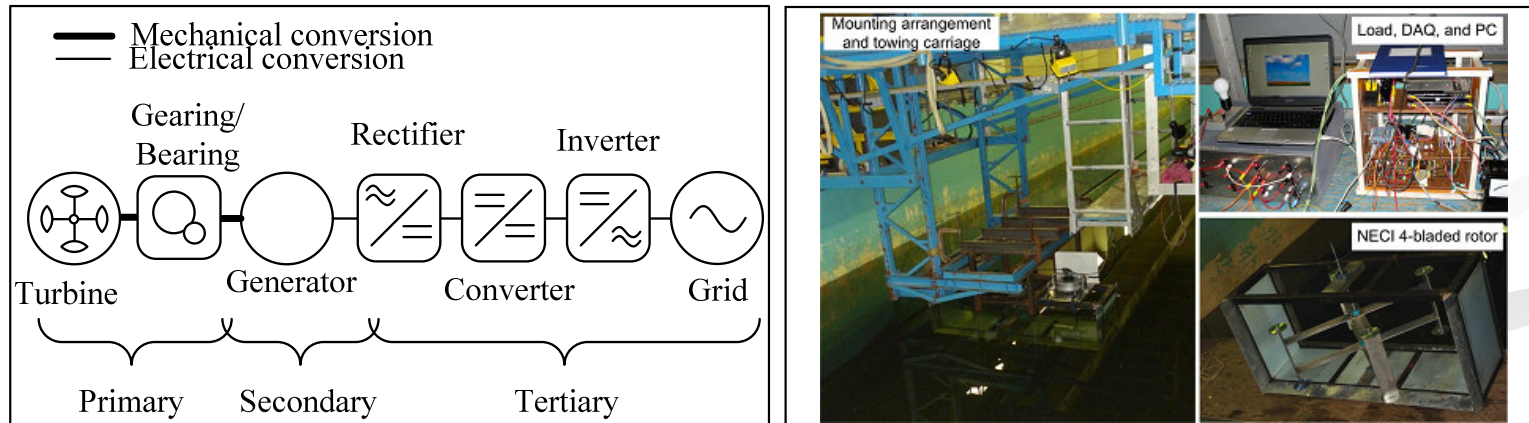 Mechanical conversion
Electrical conversion
Gearing/
Bearing
Rectifier
Inverter
Turbine
Generator
Converter
Grid
Primary
Secondary
Tertiary
Mounting arrangement
and towing carriage
Load, DAQ, and PC
NECI 4-bladed rotor